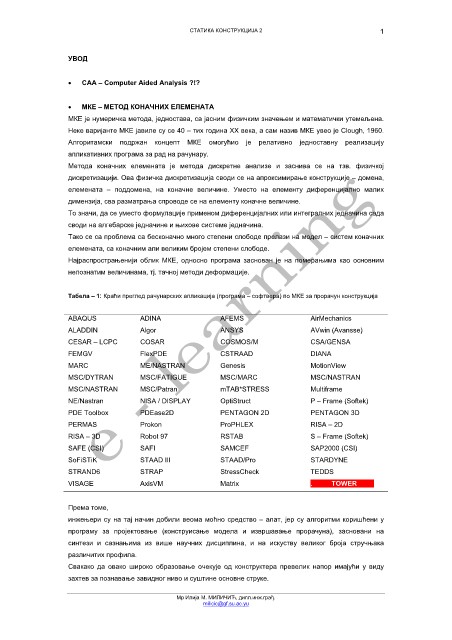 СТАТИКА КОНСТРУКЦИЈА 2
1
УВОД
• CAA – Computer Aided Analysis ?!?
• МКЕ – МЕТОД КОНАЧНИХ ЕЛЕМЕНАТА
МКЕ је нумеричка метода, једноставна, са јасним физичким значењем и математички утемељена.
Неке варијанте МКЕ јавиле су се 40 – тих година XX века, а сам назив МКЕ увео је Clough, 1960.
Алгоритамски подржан концепт МКЕ омогућио је релативно једноставну реализацију
апликативних програма за рад на рачунару.
Метода коначних елемената је метода дискретне анализе и заснива се на тзв. физичкој
дискретизацији. Ова физичка дискретизација своди се на апроксимирање конструкције – домена,
елемената – поддомена, на коначне величине. Уместо на елементу диференцијално малих
димензија, сва разматрања спроводе се на елементу коначне величине.
То значи, да се уместо формулације применом диференцијалних или интегралних једначина сада
своди на алгебарске једначине и њихове системе једначина.
Тако се са проблема са бесконачно много степени слободе прелази на модел – систем коначних
елемената, са коначним али великим бројем степени слободе.
Најраспрострањенији облик МКЕ, односно програма заснован је на померањима као основним
непознатим величинама, тј. тачној методи деформације.
Табела – 1: Краћи преглед рачунарских апликација (програма – софтвера) по МКЕ за прорачун конструкција
ABAQUS ADINA AFEMS AirMechanics
ALADDIN Algor ANSYS AVwin (Avansse)
CESAR – LCPC COSAR COSMOS/M CSA/GENSA
FEMGV FlexPDE CSTRAAD DIANA
MARC ME/NASTRAN Genesis MotionView
MSC/DYTRAN MSC/FATIGUE MSC/MARC MSC/NASTRAN
MSC/NASTRAN MSC/Patran mTAB*STRESS Multiframe
NE/Nastran NISA / DISPLAY OptiStruct P – Frame (Softek)
PDE Toolbox PDEase2D PENTAGON 2D PENTAGON 3D
PERMAS Prokon ProPHLEX RISA – 2D
RISA – 3D Robot 97 RSTAB S – Frame (Softek)
SAFE (CSI) SAFI SAMCEF SAP2000 (CSI)
SoFiSTiK STAAD III STAAD/Pro STARDYNE
STRAND6 STRAP StressCheck TEDDS
VISAGE AxisVM Matrix TOWER
Према томе,
инжењери су на тај начин добили веома моћно средство – алат, јер су алгоритми коришћени у
програму за пројектовање (конструисање модела и извршавање прорачуна), засновани на
синтези и сазнањима из више научних дисциплина, и на искуству великог броја стручњака
различитих профила.
Свакако да овако широко образовање очекује од конструктера превелик напор имајући у виду
захтев за познавање завидног ниво и суштине основне струке.
Мр Илија М. МИЛИЧИЋ, дипл.инж.грађ.
milicic@gf.su.ac.yu
e - learning